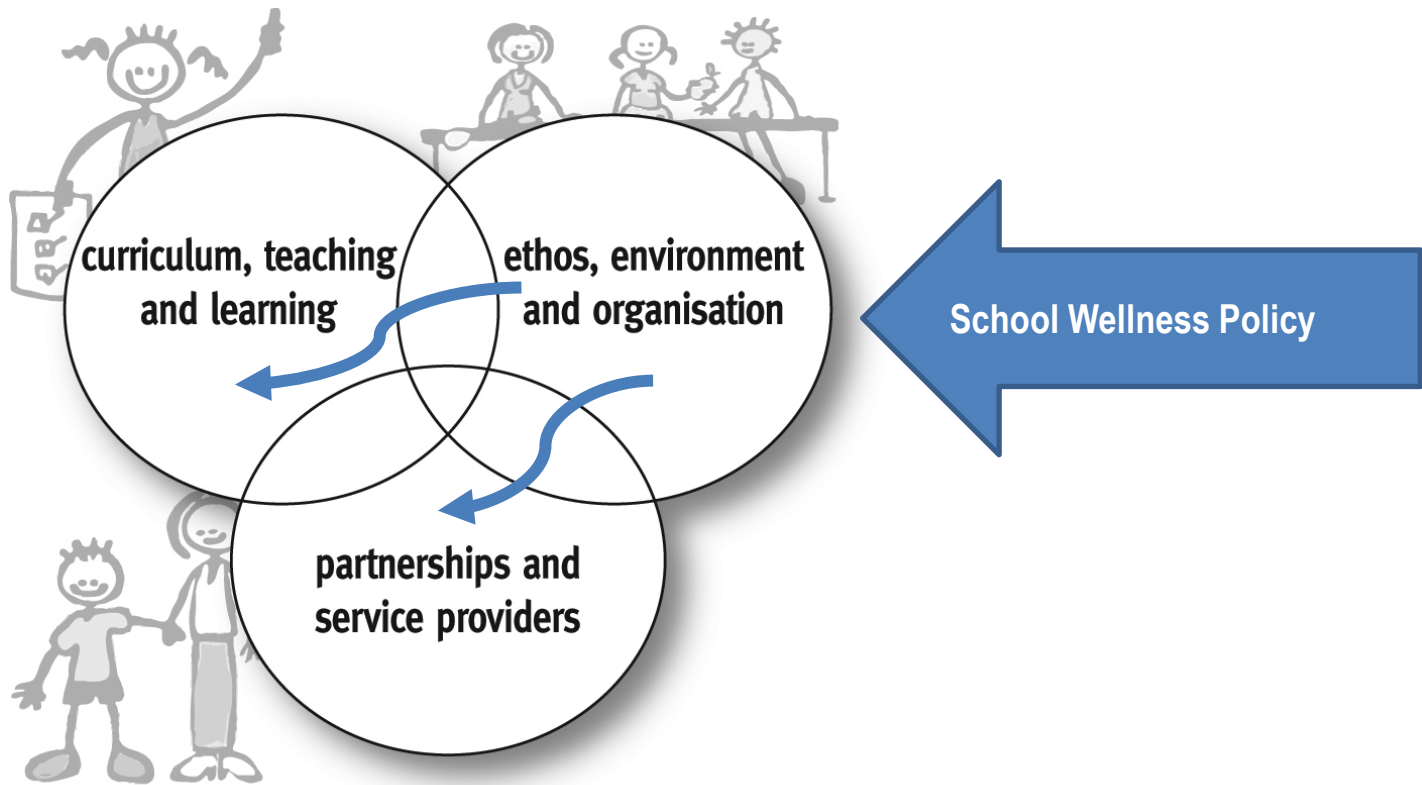 curriculum, teaching
and learning
ethos, environment
and organisation
School Wellness Policy
partnerships and
service providers